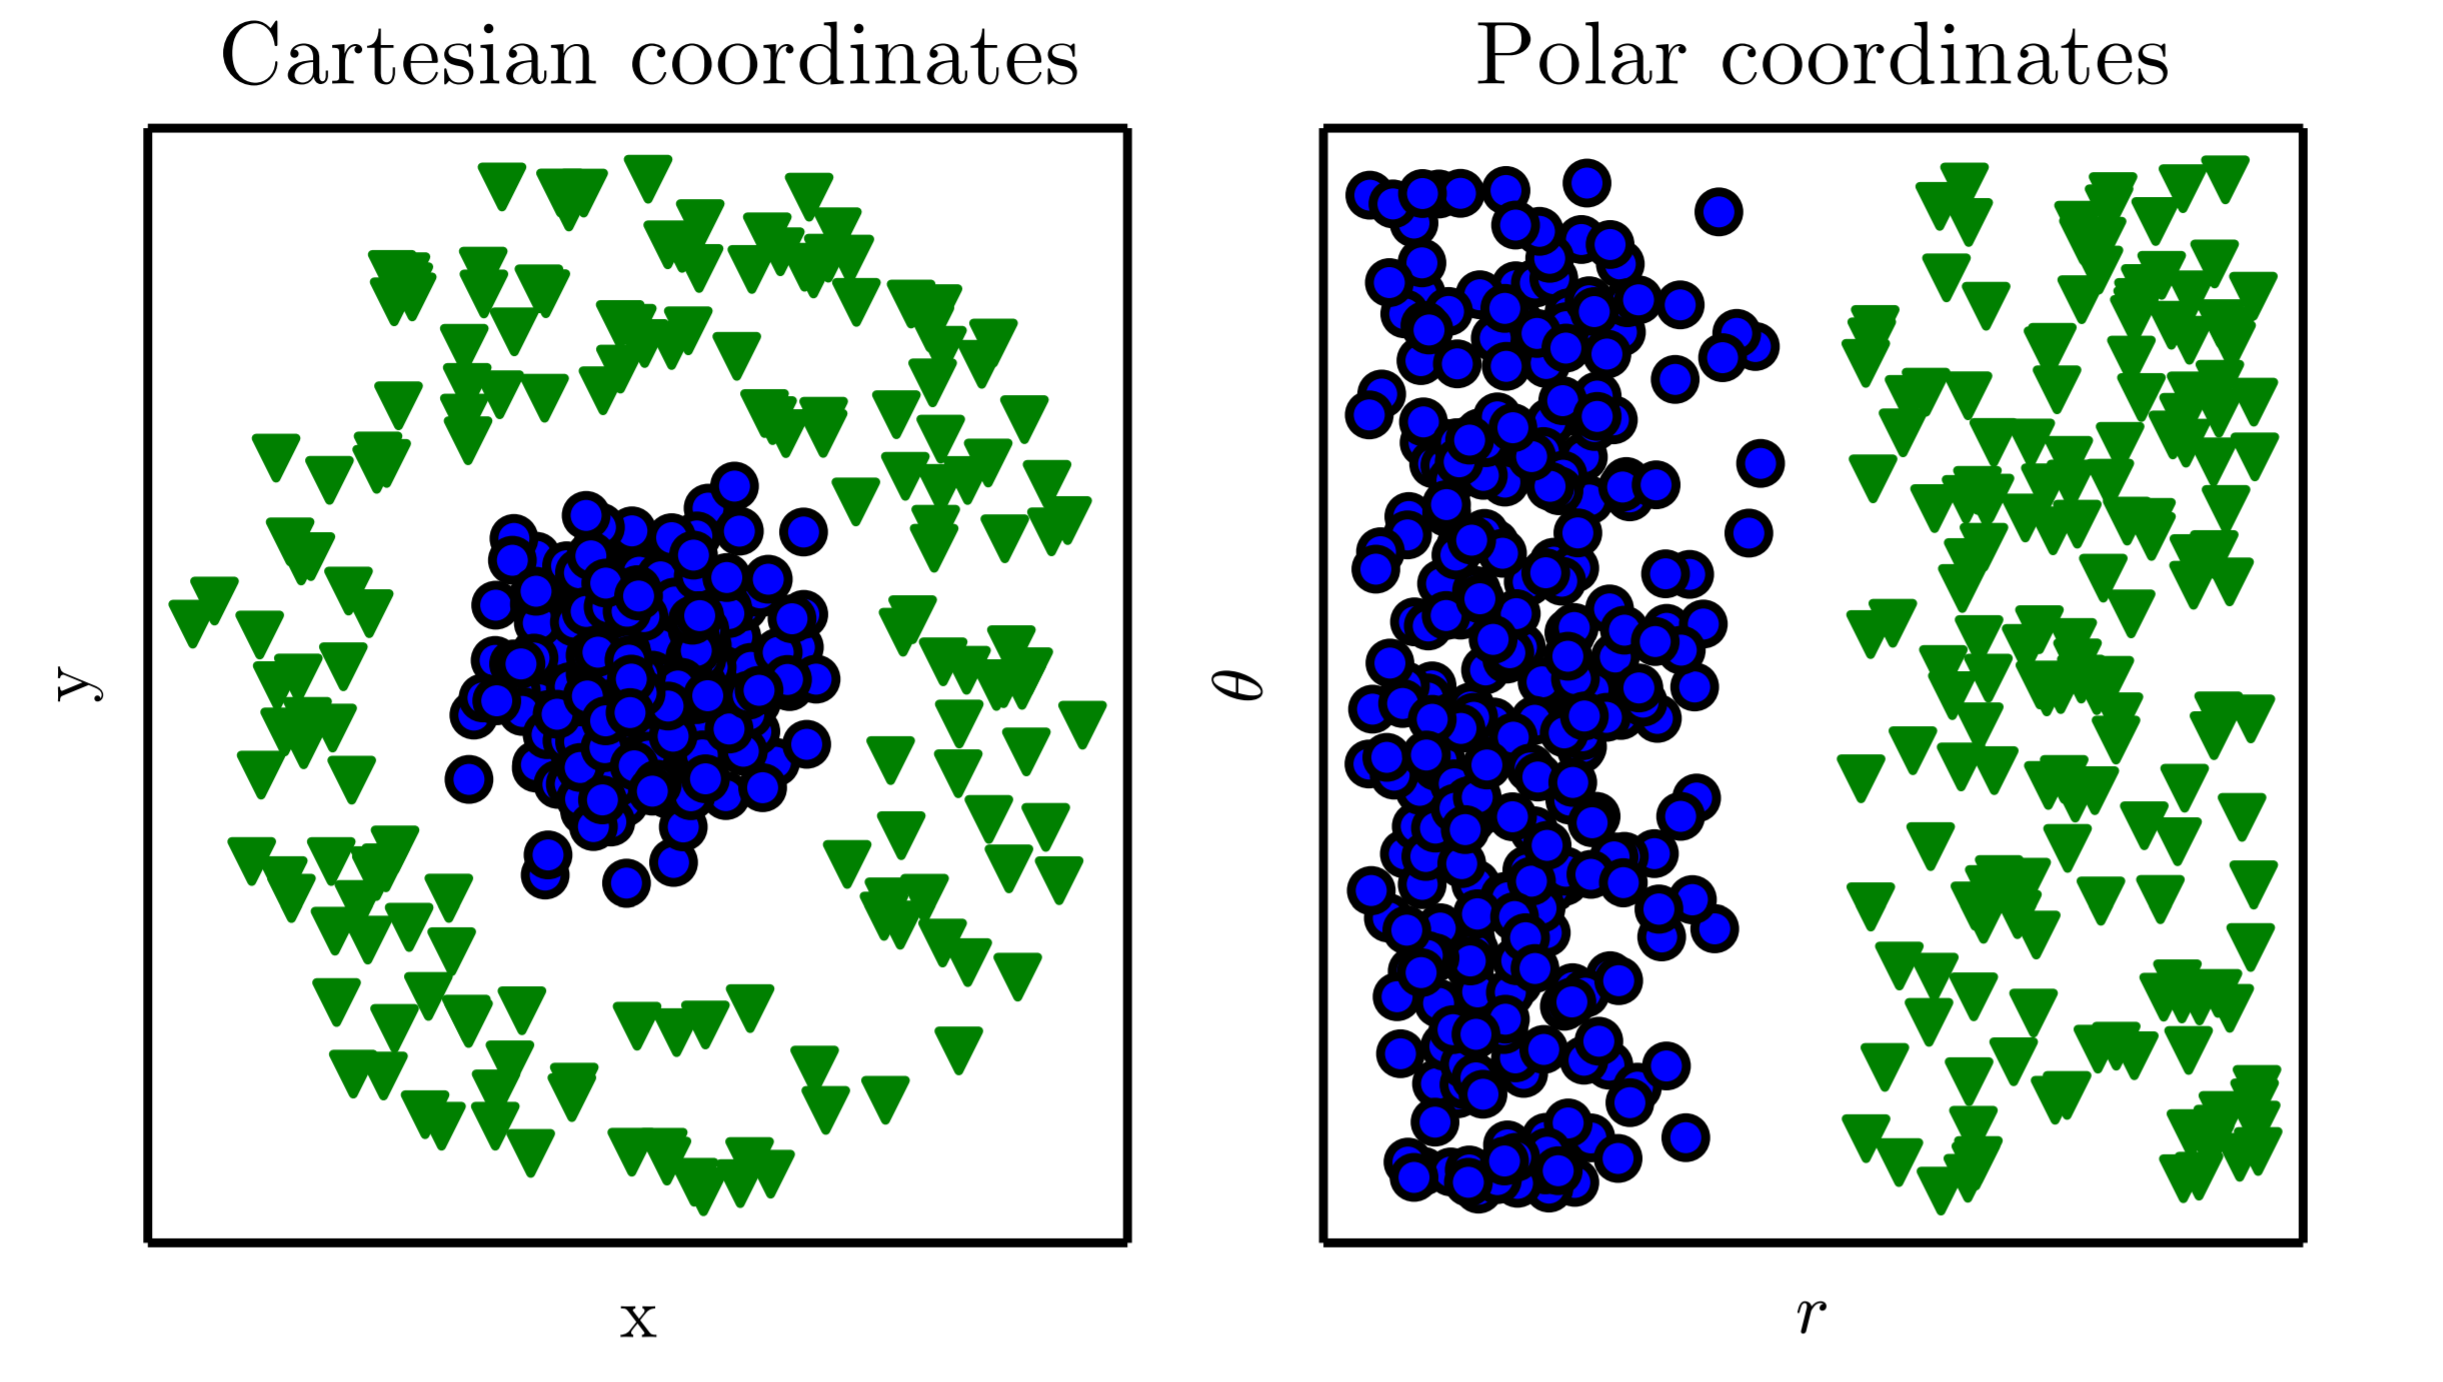 Cartesian coordinates
Polar coordinates
y
θ
x
r